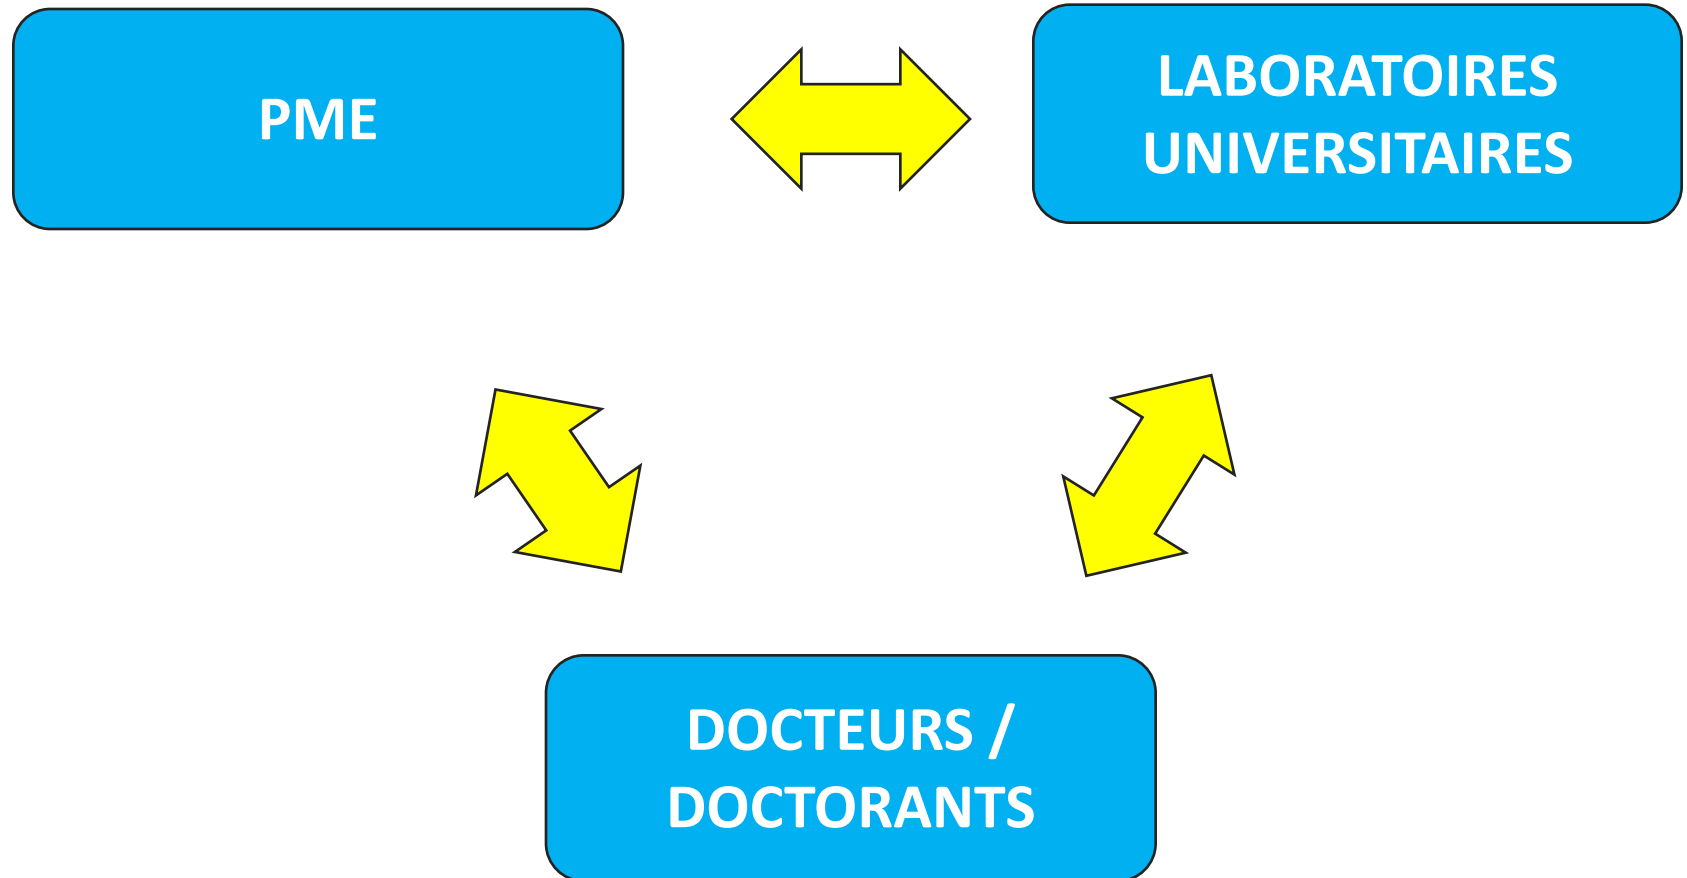 PME
LABORATOIRES
UNIVERSITAIRES
DOCTEURS /
DOCTORANTS